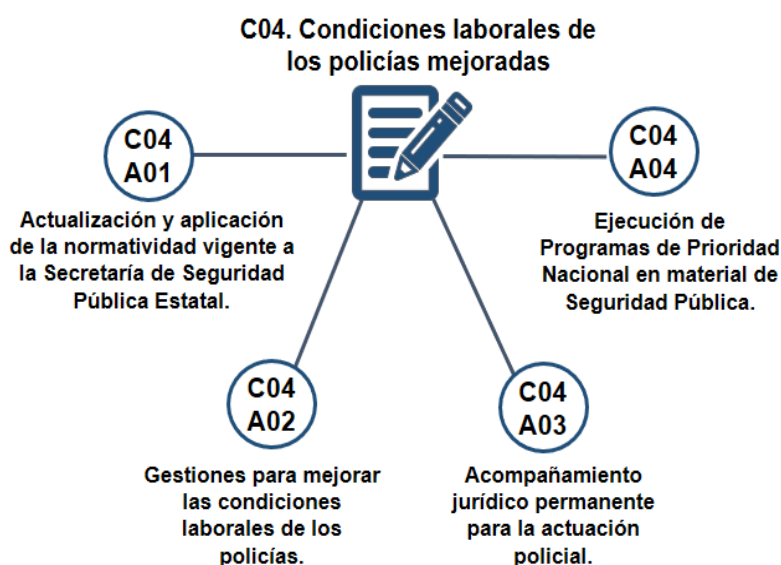 C04. Condiciones laborales de
los policías mejoradas
C04
A01
Actualización y aplicación
de la normatividad vigente a
la Secretaría de Seguridad
Pública Estatal.
C04
A04
Ejecución de
Programas de Prioridad
Nacional en material de
Seguridad Pública.
C04
A02
Gestiones para mejorar
las condiciones
laborales de los
policías.
C04
A03
Acompañamiento
jurídico permanente
para la actuación
policial.